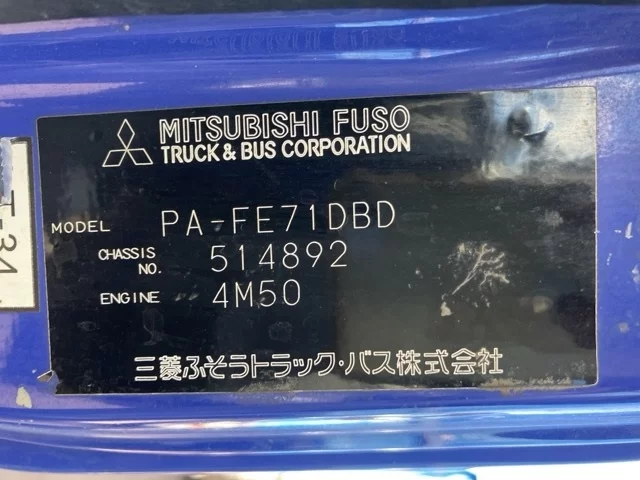 MITSUBISHI FUSO
TRUCK & BUS CORPORATION
MODEL PA-FE71DBD
CHASSIS NO. 514892
ENGINE 4M50
三菱ふそうトラック・バス株式会社